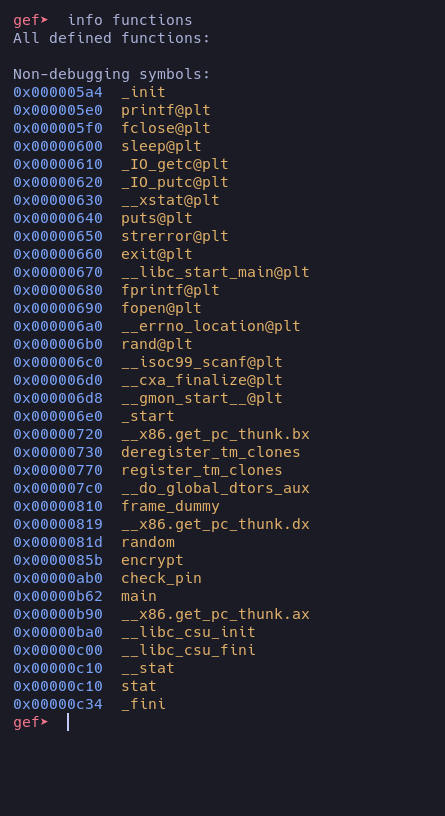 gef➤  info functions
All defined functions:

Non-debugging symbols:
0x000005a4  _init
0x000005e0  printf@plt
0x000005f0  fclose@plt
0x00000600  sleep@plt
0x00000610  _IO_getc@plt
0x00000620  _IO_putc@plt
0x00000630  __xstat@plt
0x00000640  puts@plt
0x00000650  strerror@plt
0x00000660  exit@plt
0x00000670  __libc_start_main@plt
0x00000680  fprintf@plt
0x00000690  fopen@plt
0x000006a0  __errno_location@plt
0x000006b0  rand@plt
0x000006c0  __isoc99_scanf@plt
0x000006d0  __cxa_finalize@plt
0x000006d8  __gmon_start__@plt
0x000006e0  _start
0x00000720  __x86.get_pc_thunk.bx
0x00000730  deregister_tm_clones
0x00000770  register_tm_clones
0x000007c0  __do_global_dtors_aux
0x00000810  frame_dummy
0x00000819  __x86.get_pc_thunk.dx
0x0000081d  random
0x0000085b  encrypt
0x00000ab0  check_pin
0x00000b62  main
0x00000b90  __x86.get_pc_thunk.ax
0x00000ba0  __libc_csu_init
0x00000c00  __libc_csu_fini
0x00000c10  __stat
0x00000c10  stat
0x00000c34  _fini
gef➤